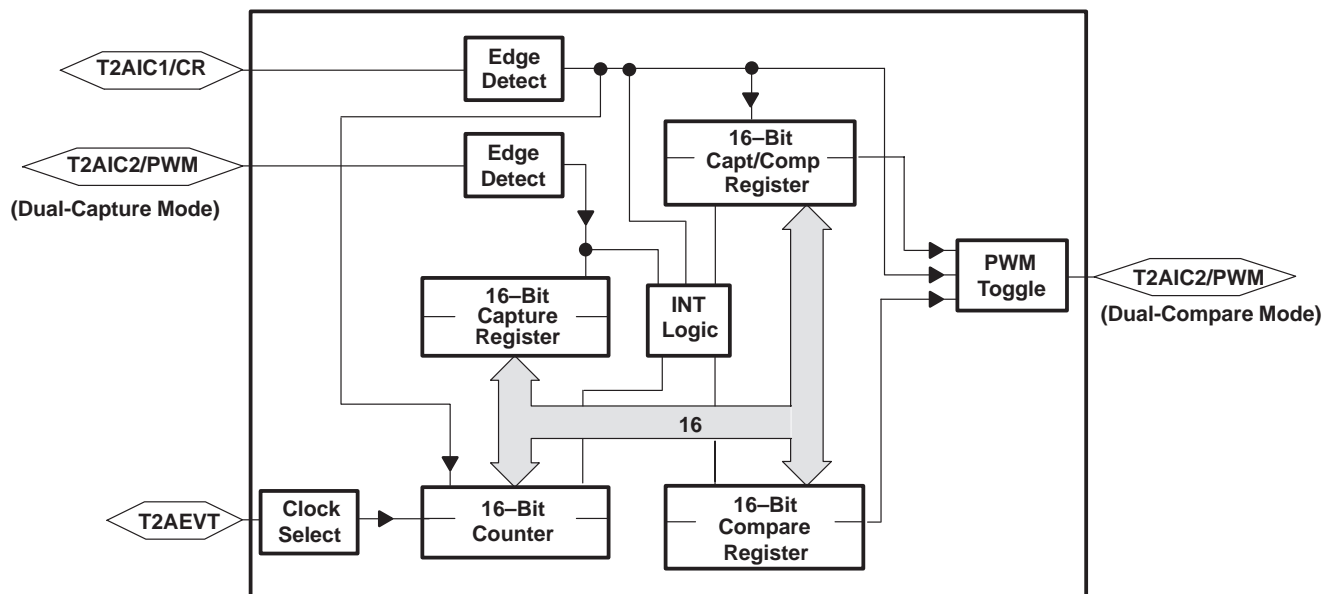 T2AIC1/CR
Edge
Detect
T2AIC2/PWM
(Dual-Capture Mode)
Edge
Detect
16–Bit
Capt/Comp
Register
16–Bit
Capture
Register
INT
Logic
PWM
Toggle
T2AIC2/PWM
(Dual-Compare Mode)
16
T2AEVT
Clock
Select
16–Bit
Counter
16–Bit
Compare
Register